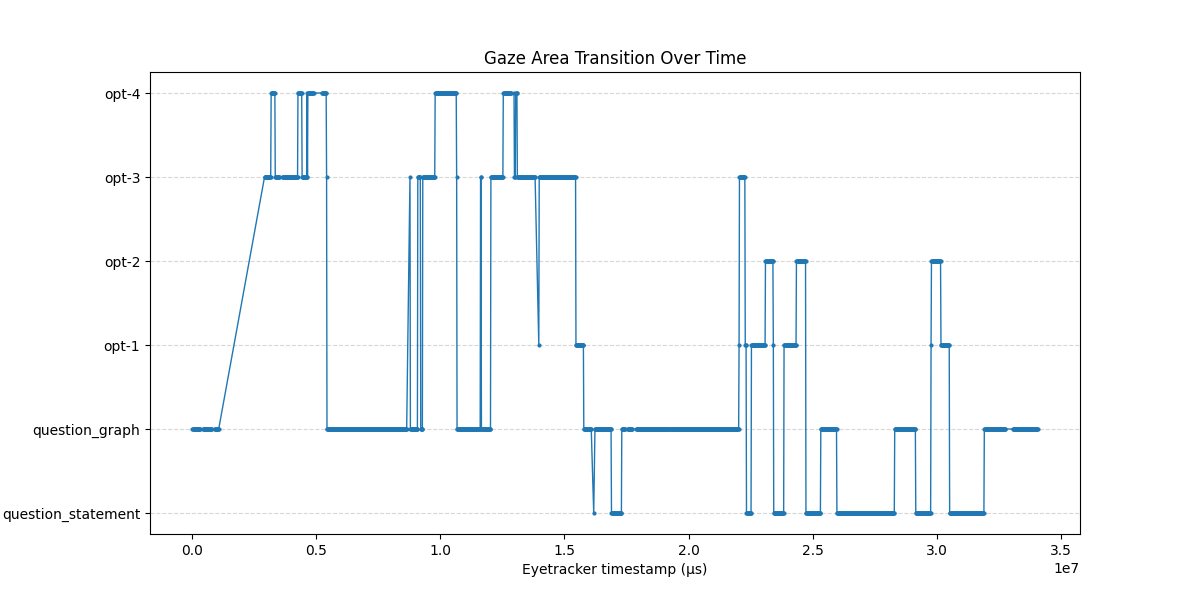 Gaze Area Transition Over Time
opt-4
opt-3
opt-2
opt-1
question_graph
question_statement
0.0 0.5 1.0 1.5 2.0 2.5 3.0 3.5
1e7
Eyetracker timestamp (µs)